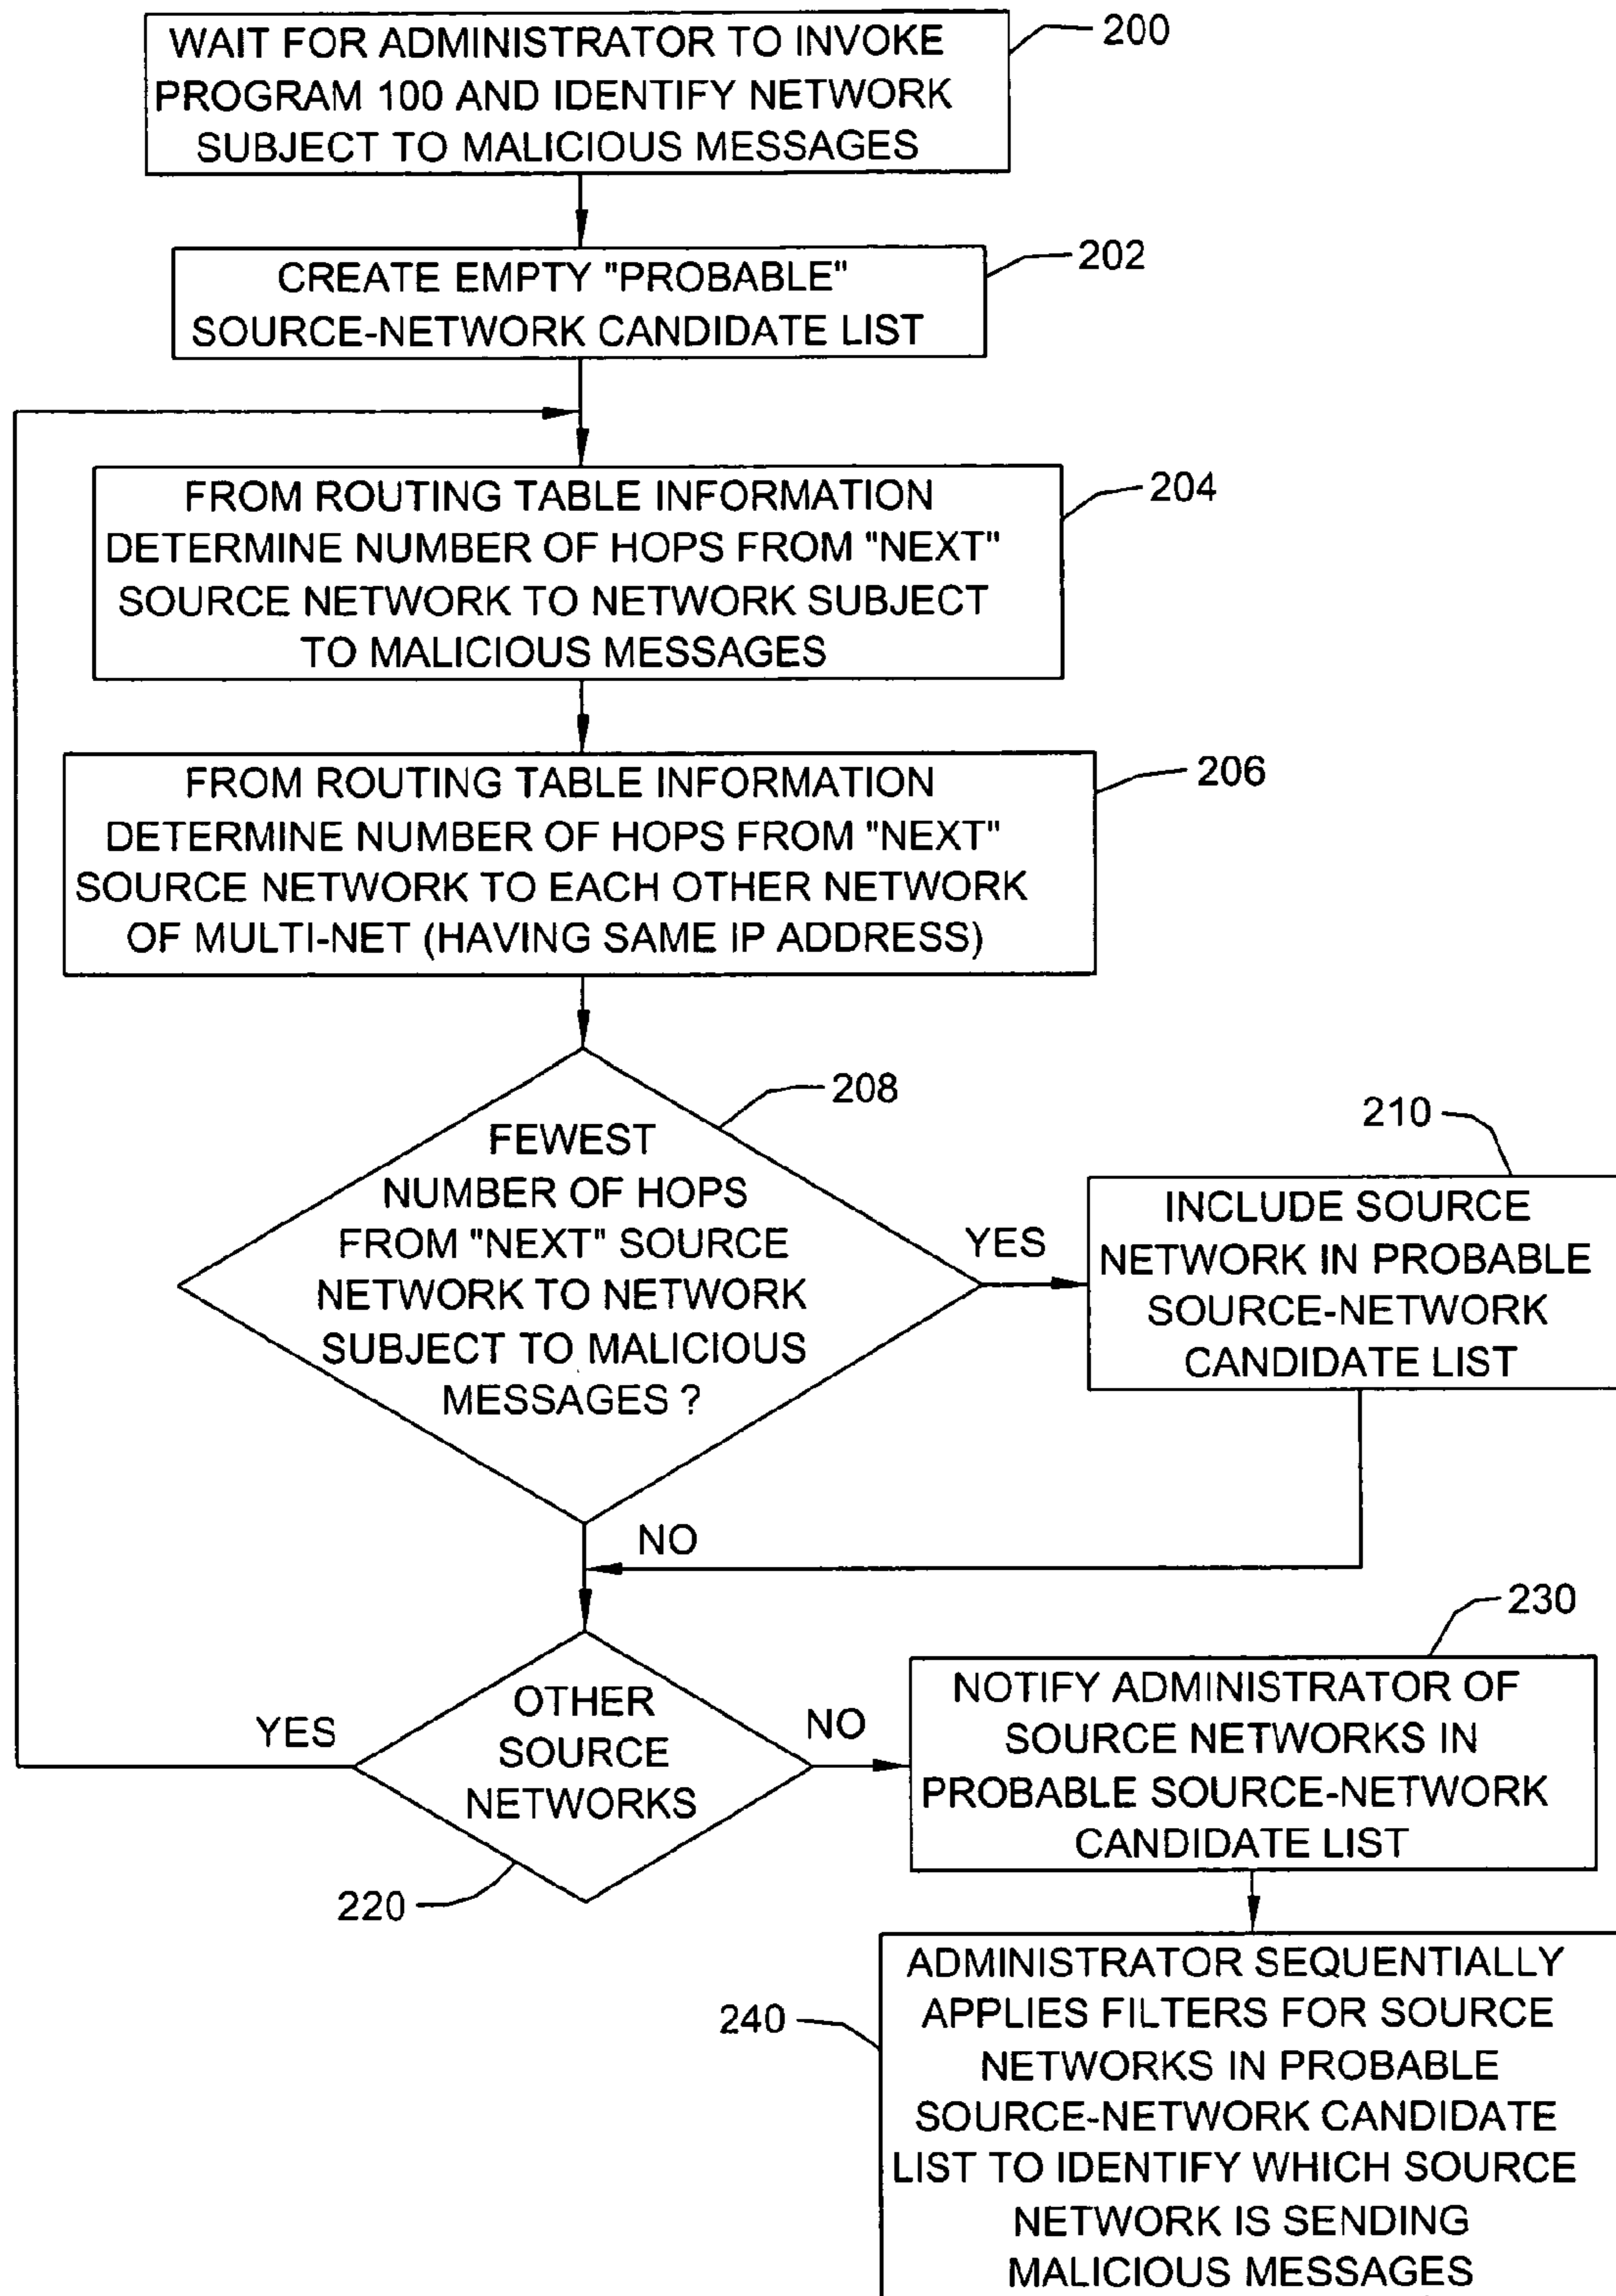 WAIT FOR ADMINISTRATOR TO INVOKE
PROGRAM 100 AND IDENTIFY NETWORK
SUBJECT TO MALICIOUS MESSAGES
200
CREATE EMPTY "PROBABLE"
SOURCE-NETWORK CANDIDATE LIST
202
FROM ROUTING TABLE INFORMATION
DETERMINE NUMBER OF HOPS FROM "NEXT"
SOURCE NETWORK TO NETWORK SUBJECT
TO MALICIOUS MESSAGES
204
FROM ROUTING TABLE INFORMATION
DETERMINE NUMBER OF HOPS FROM "NEXT"
SOURCE NETWORK TO EACH OTHER NETWORK
OF MULTI-NET (HAVING SAME IP ADDRESS)
206
FEWEST
NUMBER OF HOPS
FROM "NEXT" SOURCE
NETWORK TO NETWORK
SUBJECT TO MALICIOUS
MESSAGES ?
208
YES
210
INCLUDE SOURCE
NETWORK IN PROBABLE
SOURCE-NETWORK
CANDIDATE LIST
NO
OTHER
SOURCE
NETWORKS
220
YES
NO
230
NOTIFY ADMINISTRATOR OF
SOURCE NETWORKS IN
PROBABLE SOURCE-NETWORK
CANDIDATE LIST
240
ADMINISTRATOR SEQUENTIALLY
APPLIES FILTERS FOR SOURCE
NETWORKS IN PROBABLE
SOURCE-NETWORK CANDIDATE
LIST TO IDENTIFY WHICH SOURCE
NETWORK IS SENDING
MALICIOUS MESSAGES